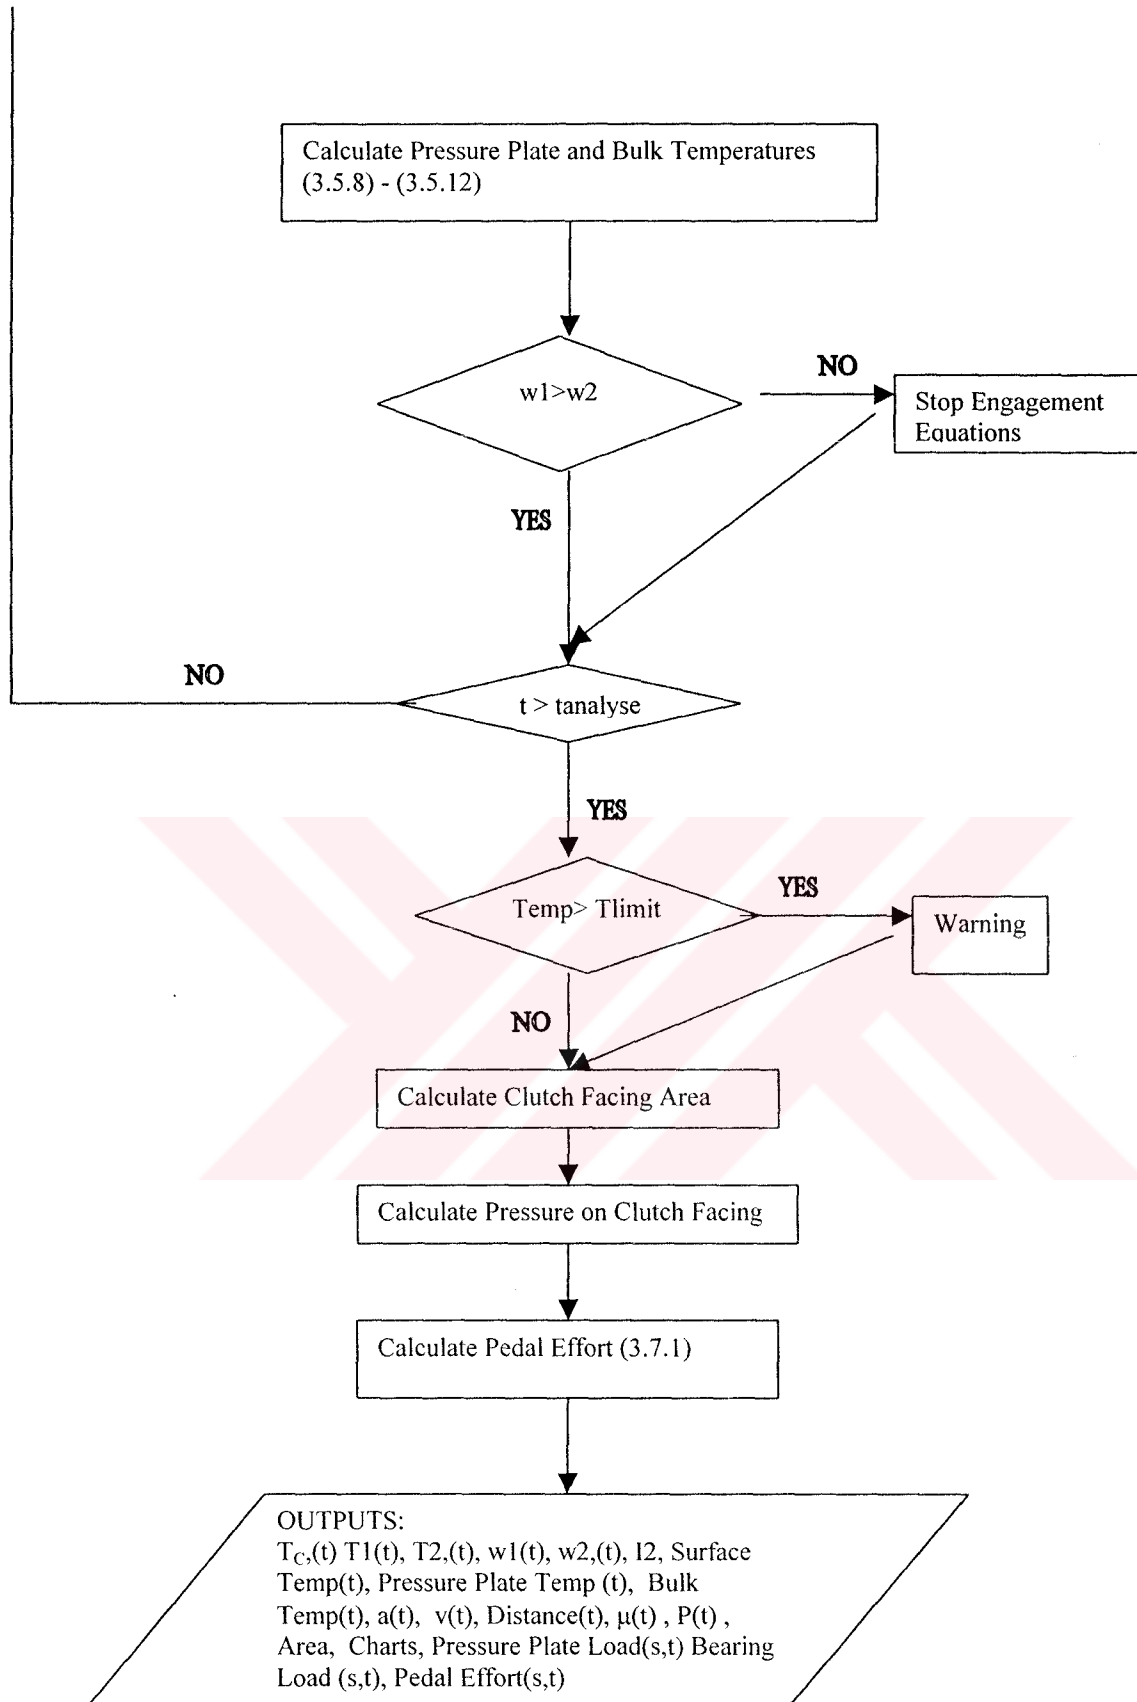 Calculate Pressure Plate and Bulk Temperatures
(3.5.8) - (3.5.12)
w1>w2
NO
Stop Engagement
Equations
YES
NO
t > tanalyse
YES
Temp> Tlimit
YES
Warning
NO
Calculate Clutch Facing Area
Calculate Pressure on Clutch Facing
Calculate Pedal Effort (3.7.1)
OUTPUTS:
T_C,(t) T1(t), T2,(t), w1(t), w2,(t), I2, Surface
Temp(t), Pressure Plate Temp (t), Bulk
Temp(t), a(t), v(t), Distance(t), μ(t) , P(t) ,
Area, Charts, Pressure Plate Load(s,t) Bearing
Load (s,t), Pedal Effort(s,t)